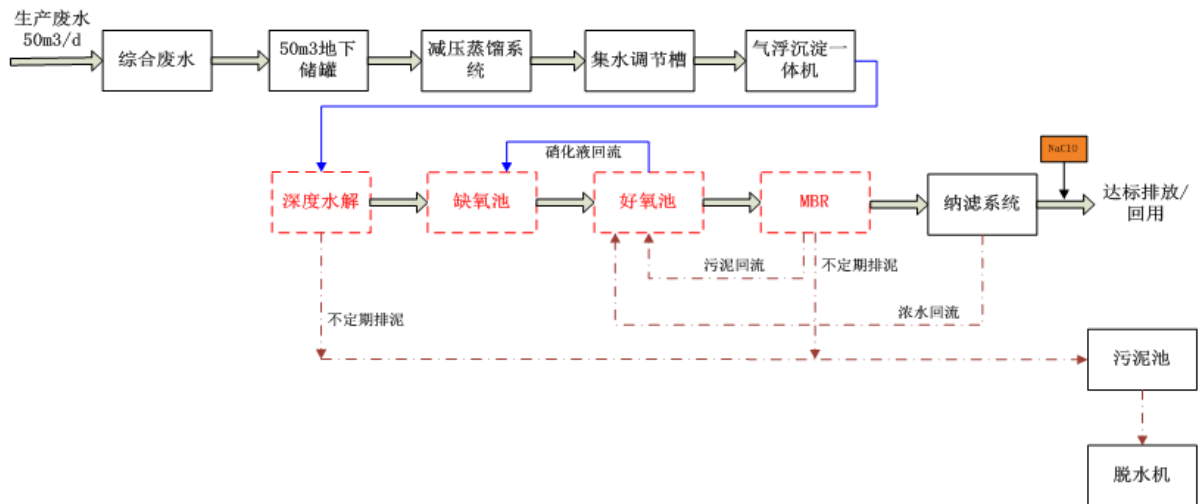 生产废水
50m3/d
综合废水
50m3地下
储罐
减压蒸馏系
统
集水调节槽
气浮沉淀一
体机
硝化液回流
NaClO
深度水解
缺氧池
好氧池
MBR
纳滤系统
达标排放/
回用
污泥回流
不定期排泥
浓水回流
不定期排泥
污泥池
脱水机